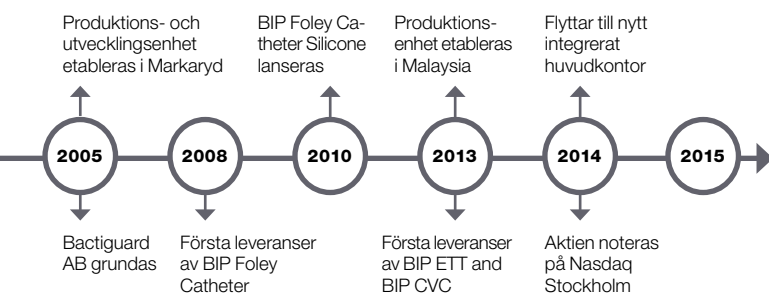 Produktions- och
utvecklingsenhet
etableras i Markaryd
BIP Foley Ca-
theter Silicone
lanseras
Produktions-
enhet etableras
i Malaysia
Flyttar till nytt
integrerat
huvudkontor
2005
2008
2010
2013
2014
2015
Bactiguard
AB grundas
Första leveranser
av BIP Foley
Catheter
Första leveranser
av BIP ETT and
BIP CVC
Aktien noteras
på Nasdaq
Stockholm